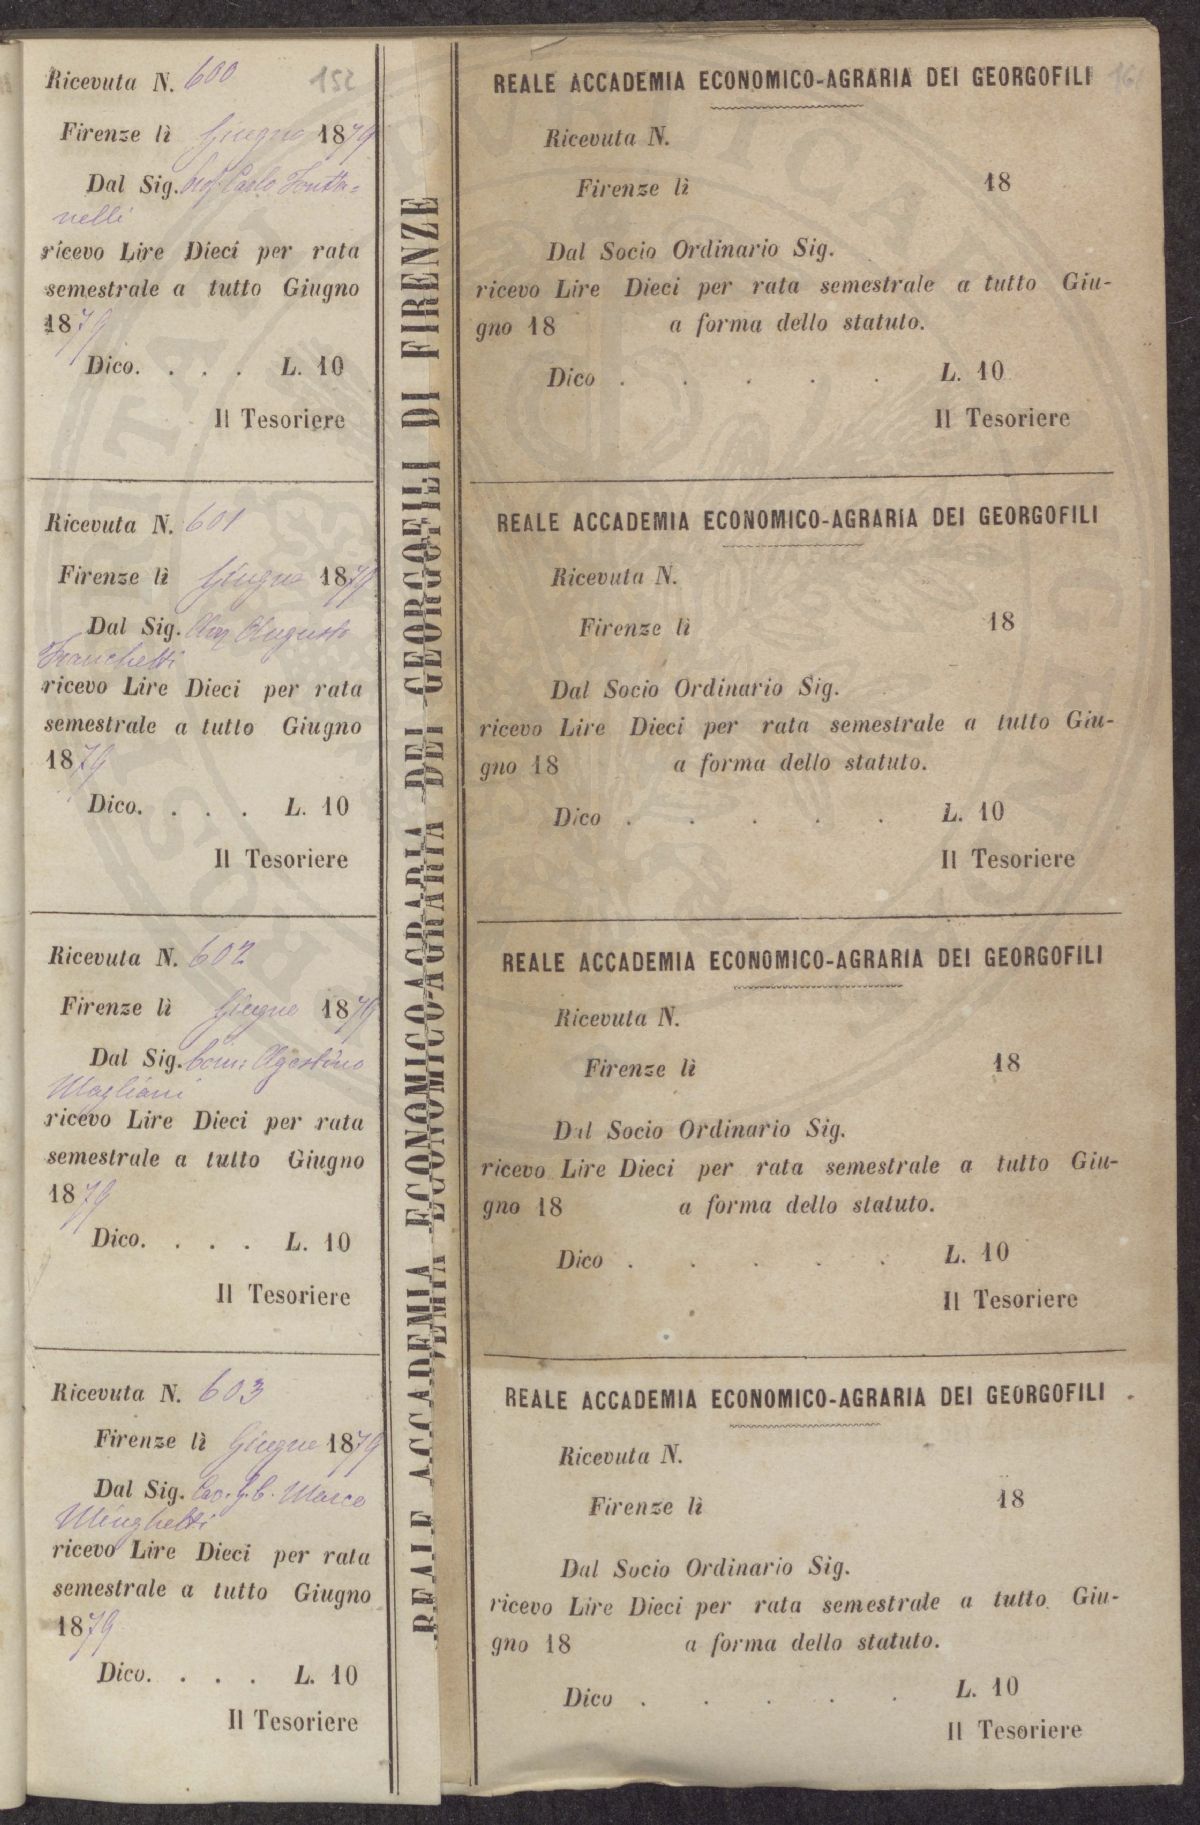 Ricevuta N. 600
152
Firenze lì Giugno 1879
Dal Sig. Prof. Carlo Fonta-
nelli
ricevo Lire Dieci per rata
semestrale a tutto Giugno
1879
Dico. . . . L. 10
Il Tesoriere
Ricevuta N. 601
Firenze lì Giugno 1879
Dal Sig. Augusto
Franchetti
ricevo Lire Dieci per rata
semestrale a tutto Giugno
1879
Dico. . . . L. 10
Il Tesoriere
Ricevuta N. 602
Firenze lì Giugno 1879
Dal Sig. Com: Agostino
Magliani
ricevo Lire Dieci per rata
semestrale a tutto Giugno
1879
Dico. . . . L. 10
Il Tesoriere
Ricevuta N. 603
Firenze lì Giugno 1879
Dal Sig. Cav. g. C. Marco
Minghetti
ricevo Lire Dieci per rata
semestrale a tutto Giugno
1879
Dico. . . . L. 10
Il Tesoriere
REALE ACCADEMIA ECONOMICO-AGRARIA DEI GEORGOFILI DI FIRENZE
REALE ACCADEMIA ECONOMICO-AGRARIA DEI GEORGOFILI
161
Ricevuta N.
Firenze lì 18
Dal Socio Ordinario Sig.
ricevo Lire Dieci per rata semestrale a tutto Giu-
gno 18 a forma dello statuto.
Dico . . . . . L. 10
Il Tesoriere
REALE ACCADEMIA ECONOMICO-AGRARIA DEI GEORGOFILI
Ricevuta N.
Firenze lì 18
Dal Socio Ordinario Sig.
ricevo Lire Dieci per rata semestrale a tutto Giu-
gno 18 a forma dello statuto.
Dico . . . . . L. 10
Il Tesoriere
REALE ACCADEMIA ECONOMICO-AGRARIA DEI GEORGOFILI
Ricevuta N.
Firenze lì 18
Dal Socio Ordinario Sig.
ricevo Lire Dieci per rata semestrale a tutto Giu-
gno 18 a forma dello statuto.
Dico . . . . . L. 10
Il Tesoriere
REALE ACCADEMIA ECONOMICO-AGRARIA DEI GEORGOFILI
Ricevuta N.
Firenze lì 18
Dal Socio Ordinario Sig.
ricevo Lire Dieci per rata semestrale a tutto Giu-
gno 18 a forma dello statuto.
Dico . . . . . L. 10
Il Tesoriere